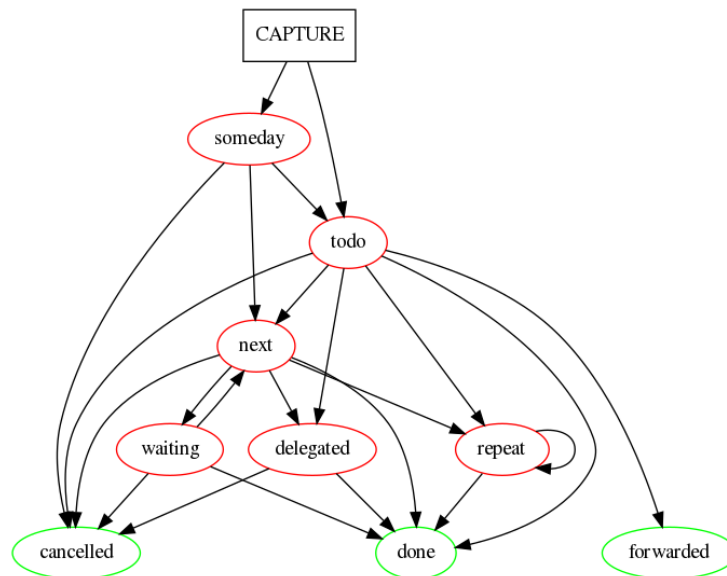 CAPTURE
someday
todo
next
waiting
delegated
repeat
cancelled
done
forwarded